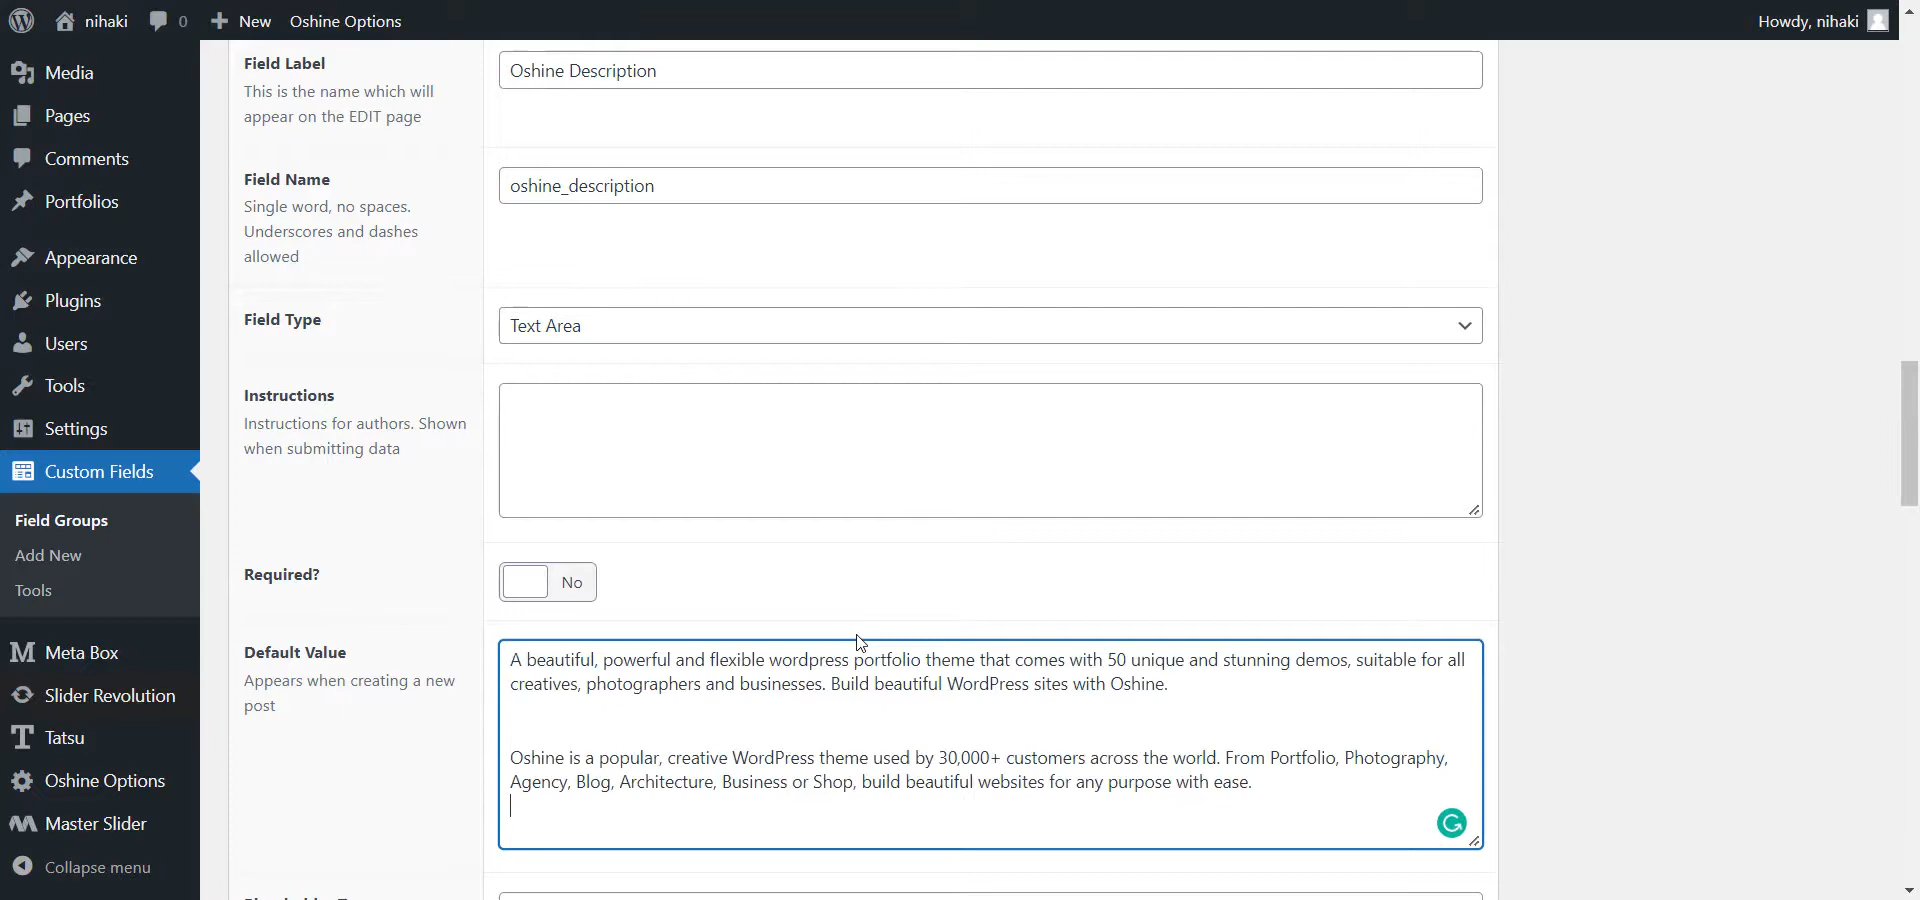 nihaki
0
New
Oshine Options
Howdy, nihaki
Media
Pages
Comments
Portfolios
Appearance
Plugins
Users
Tools
Settings
Custom Fields
Field Groups
Add New
Tools
Meta Box
Slider Revolution
Tatsu
Oshine Options
Master Slider
Collapse menu
Field Label
This is the name which will
appear on the EDIT page
Oshine Description
Field Name
Single word, no spaces.
Underscores and dashes
allowed
oshine_description
Field Type
Text Area
Instructions
Instructions for authors. Shown
when submitting data
Required?
No
Default Value
Appears when creating a new
post
A beautiful, powerful and flexible wordpress portfolio theme that comes with 50 unique and stunning demos, suitable for all
creatives, photographers and businesses. Build beautiful WordPress sites with Oshine.
Oshine is a popular, creative WordPress theme used by 30,000+ customers across the world. From Portfolio, Photography,
Agency, Blog, Architecture, Business or Shop, build beautiful websites for any purpose with ease.